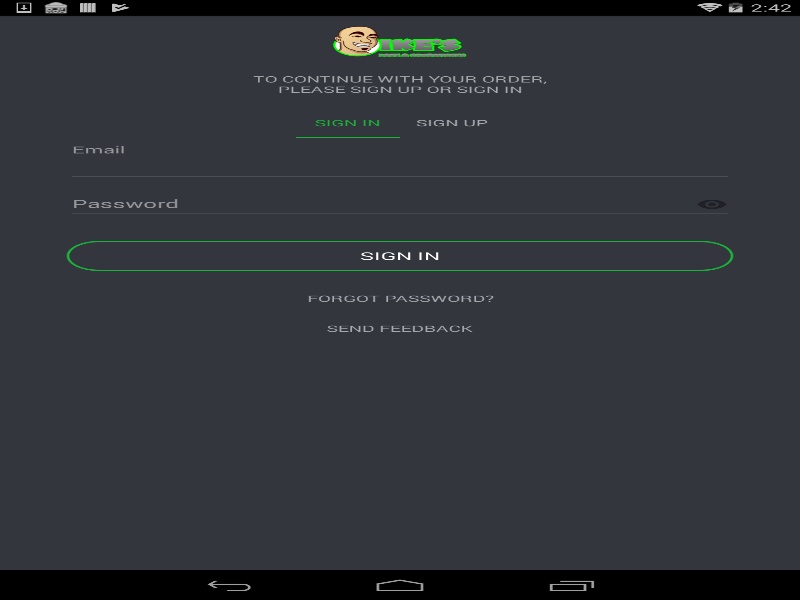 2:42
IKE'S
TO CONTINUE WITH YOUR ORDER,
PLEASE SIGN UP OR SIGN IN
SIGN IN SIGN UP
Email
Password
SIGN IN
FORGOT PASSWORD?
SEND FEEDBACK